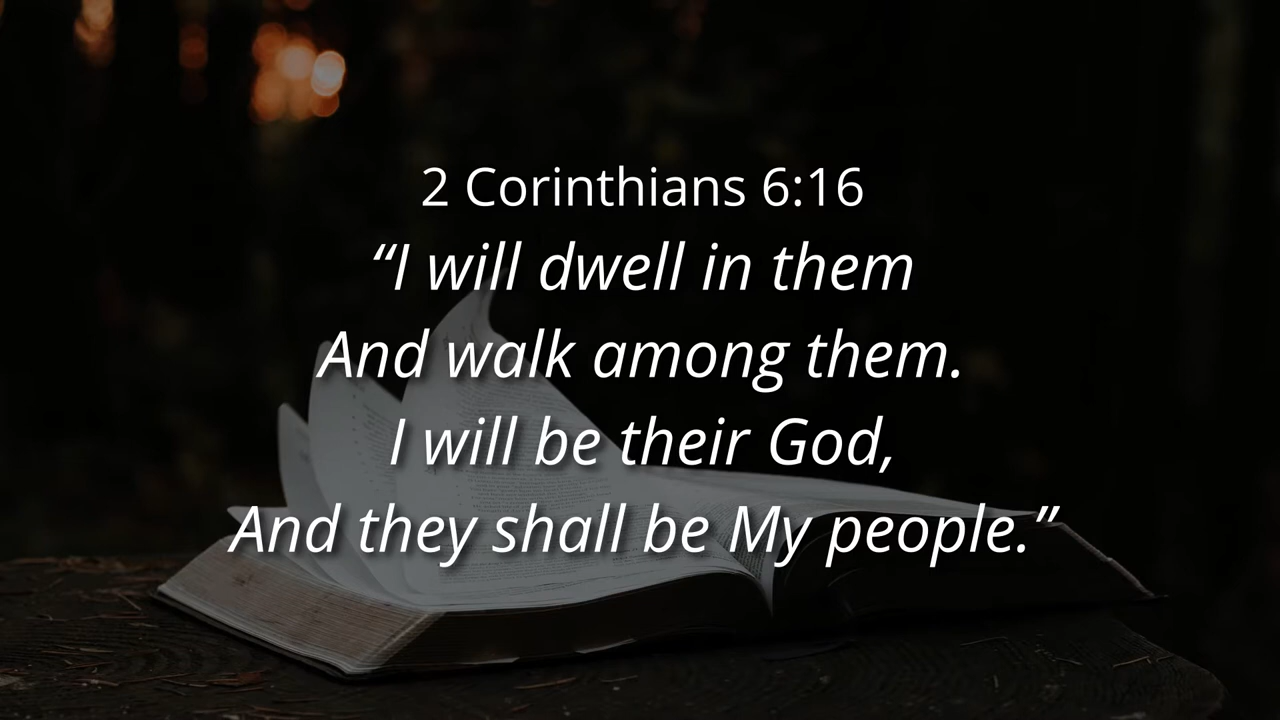 2 Corinthians 6:16
“I will dwell in them
And walk among them.
I will be their God,
And they shall be My people.”